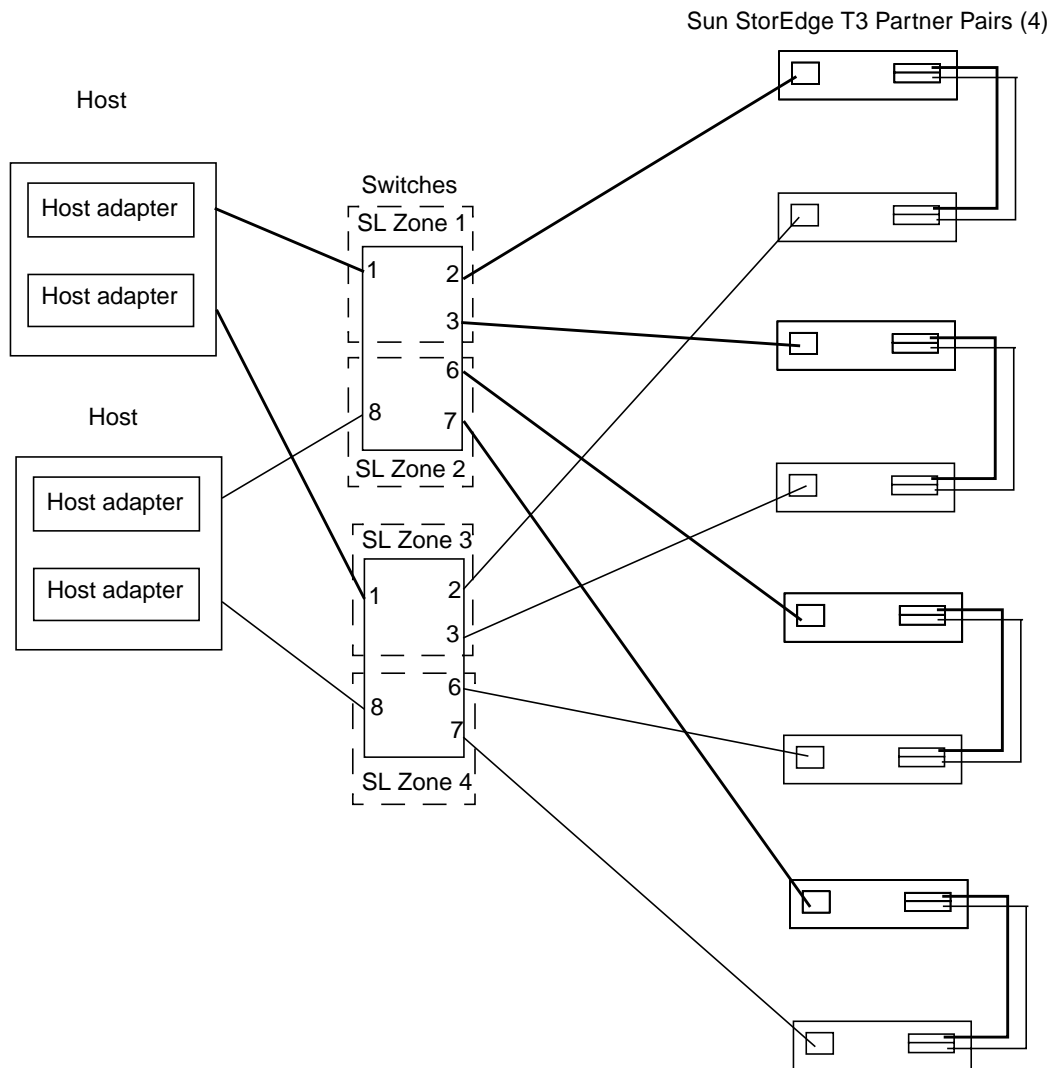 Sun StorEdge T3 Partner Pairs (4)
Host
Host adapter
Host adapter
Switches
SL Zone 1
1
2
3
6
8
7
SL Zone 2
Host
Host adapter
Host adapter
SL Zone 3
1
2
3
6
8
7
SL Zone 4